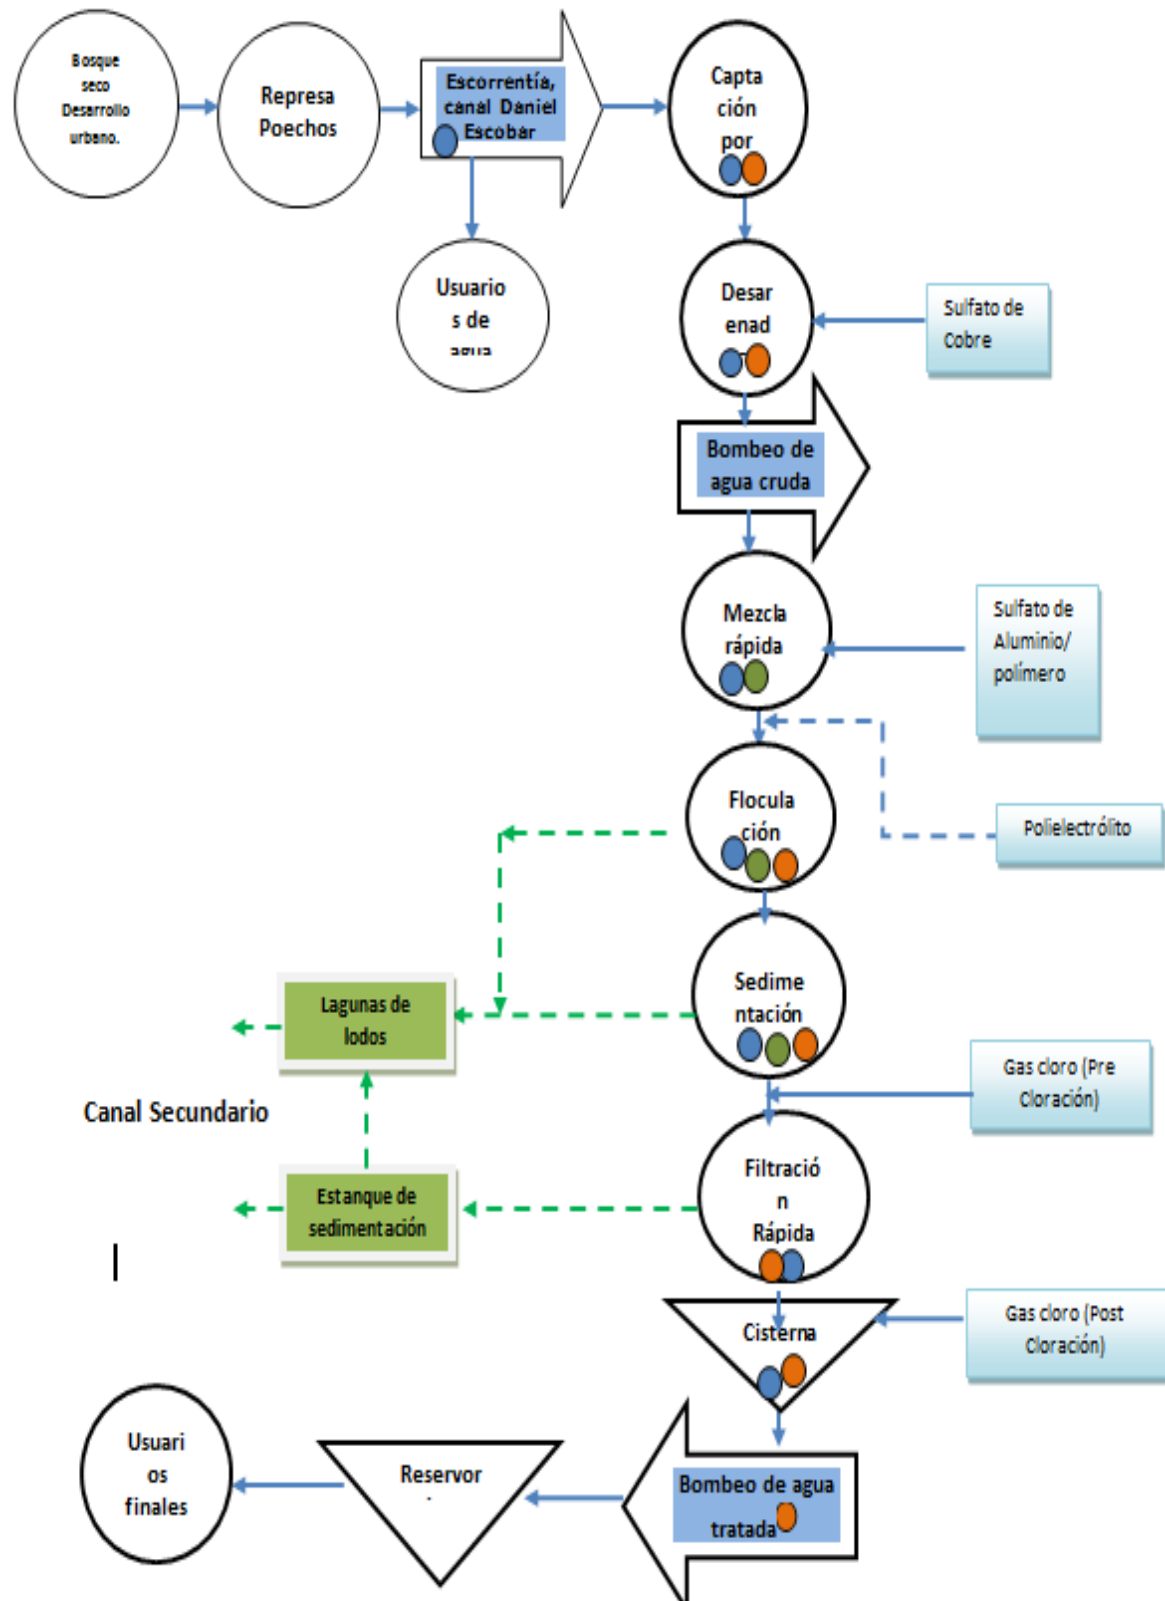 Bosque
seco
Desarrollo
urbano.
Represa
Poechos
Escorrentía,
canal Daniel
Escobar
Capta
ción
por
Usuario
s de
agua
Desar
enad
Sulfato de
Cobre
Bombeo de
agua cruda
Mezcla
rápida
Sulfato de
Aluminio/
polímero
Flocula
ción
Polielectrólito
Sedime
ntación
Lagunas de
lodos
Gas cloro (Pre
Cloración)
Canal Secundario
Filtració
n
Rápida
Estanque de
sedimentación
Cisterna
Gas cloro (Post
Cloración)
Bombeo de agua
tratada
Reservor
Usuari
os
finales